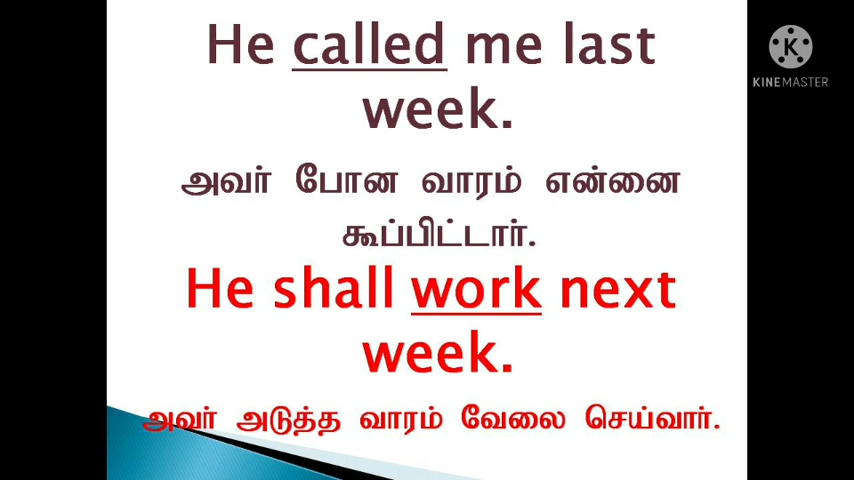 He called me last
week.
அவர் போன வாரம் என்னை
கூப்பிட்டார்.
He shall work next
week.
அவர் அடுத்த வாரம் வேலை செய்வார்.
K
KINEMASTER